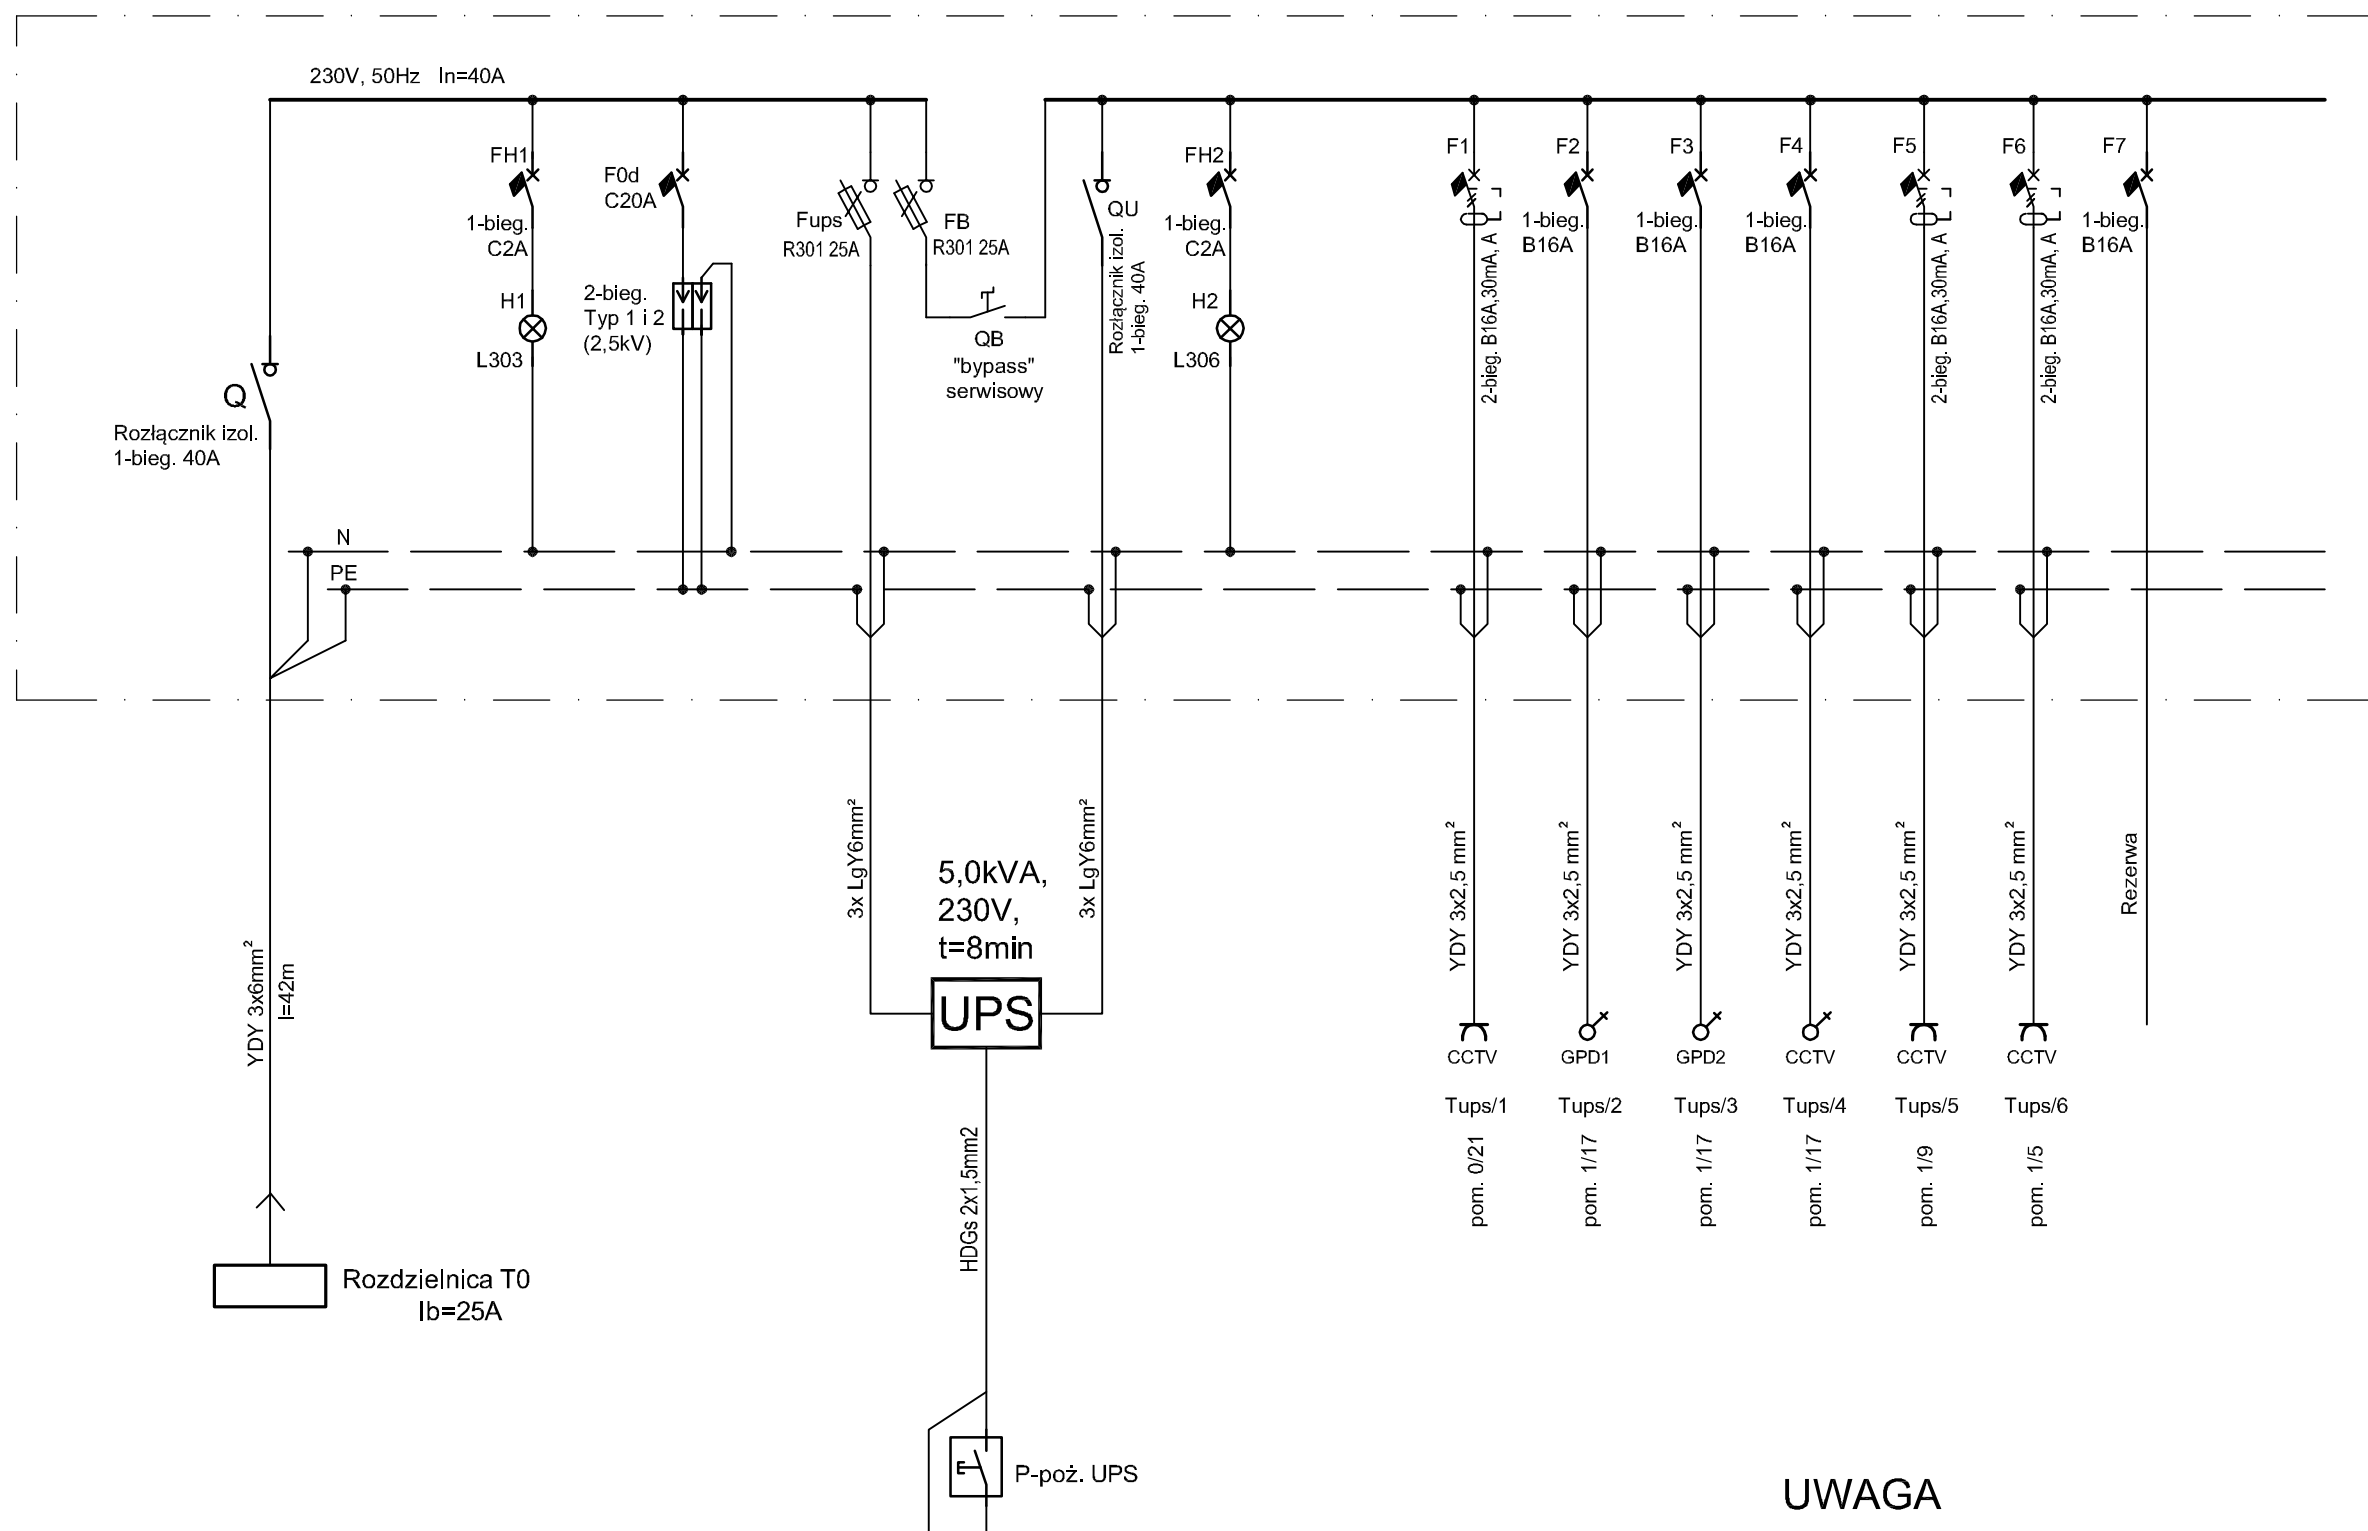 230V, 50Hz In=40A
FH1
1-bieg.
C2A
H1
L303
F0d
C20A
2-bieg.
Typ 1 i 2
(2,5kV)
Fups
R301 25A
FB
R301 25A
QB
"bypass"
serwisowy
QU
Rozłącznik izol.
1-bieg. 40A
FH2
1-bieg.
C2A
H2
L306
F1
2-bieg. B16A,30mA, A
F2
1-bieg.
B16A
F3
1-bieg.
B16A
F4
1-bieg.
B16A
F5
2-bieg. B16A,30mA, A
F6
2-bieg. B16A,30mA, A
F7
1-bieg.
B16A
Q
Rozłącznik izol.
1-bieg. 40A
N
PE
YDY 3x6mm²
l=42m
3x LgY6mm²
5,0kVA,
230V,
t=8min
3x LgY6mm²
UPS
YDY 3x2,5 mm²
YDY 3x2,5 mm²
YDY 3x2,5 mm²
YDY 3x2,5 mm²
YDY 3x2,5 mm²
YDY 3x2,5 mm²
Rezerwa
CCTV
GPD1
GPD2
CCTV
CCTV
CCTV
Tups/1
Tups/2
Tups/3
Tups/4
Tups/5
Tups/6
pom. 0/21
pom. 1/17
pom. 1/17
pom. 1/17
pom. 1/9
pom. 1/5
HDGs 2x1,5mm2
Rozdzielnica T0
Ib=25A
P-poż. UPS
UWAGA